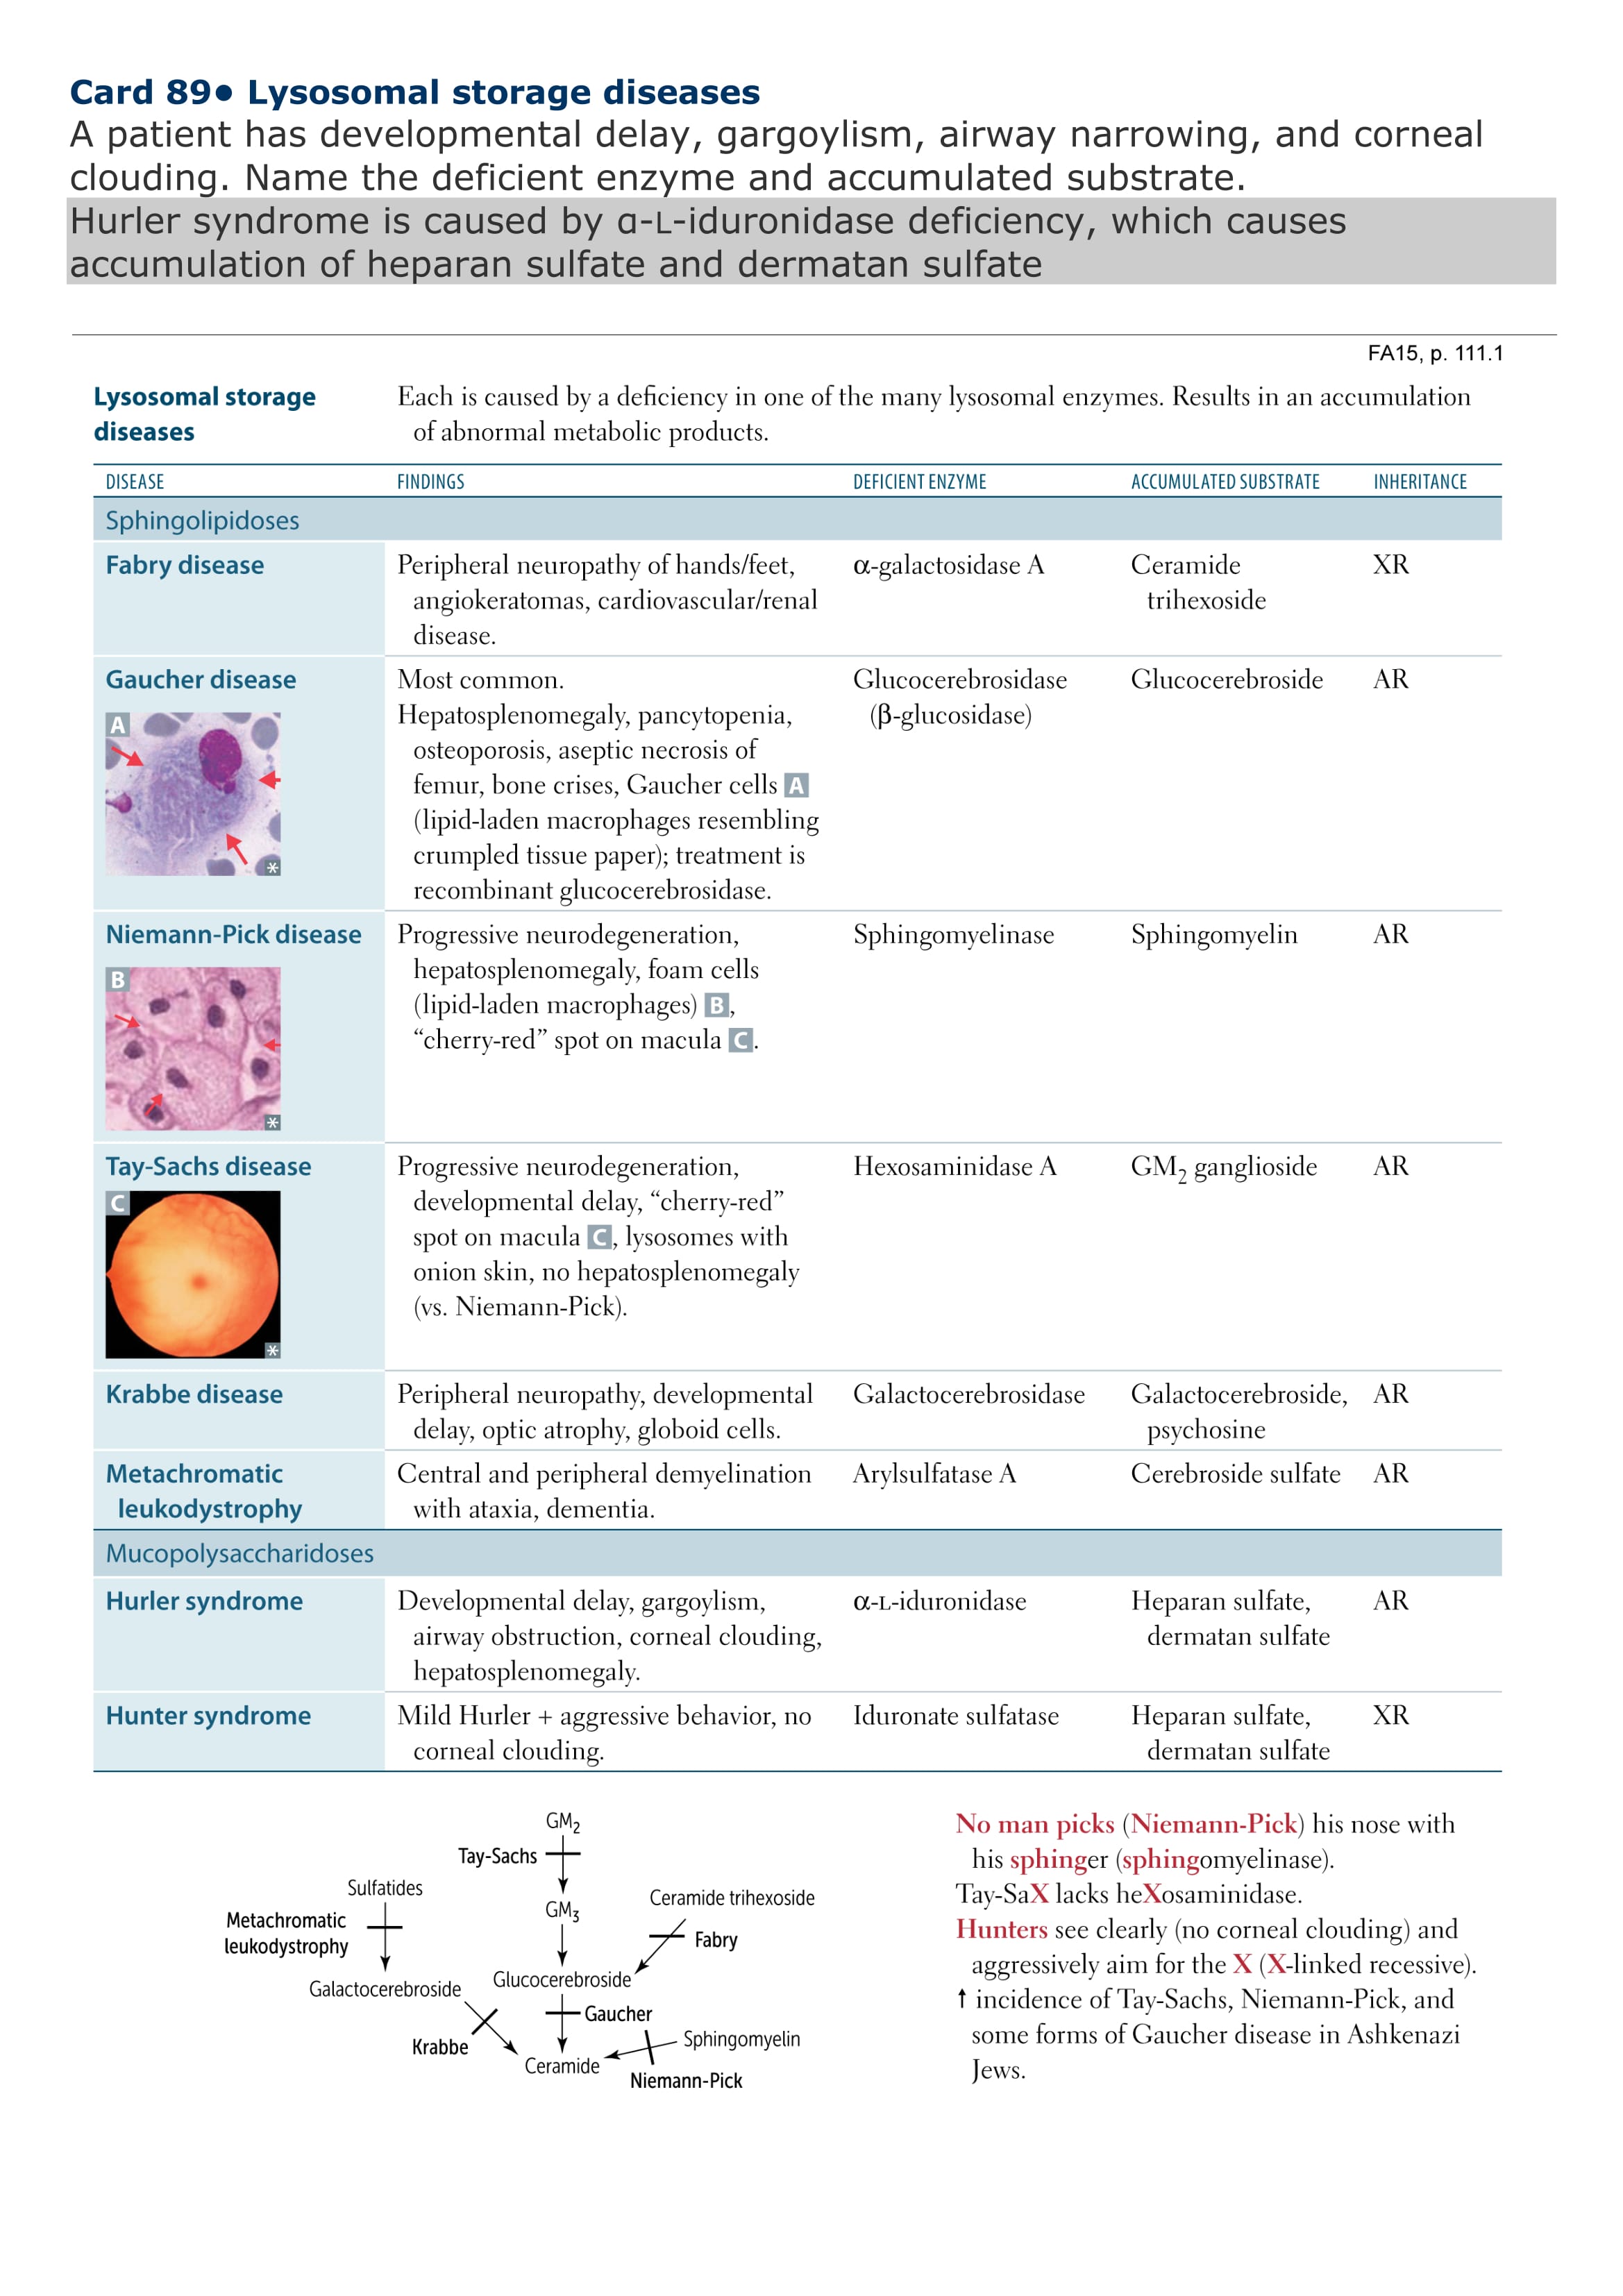 Card 89• Lysosomal storage diseases
A patient has developmental delay, gargoylism, airway narrowing, and corneal
clouding. Name the deficient enzyme and accumulated substrate.
Hurler syndrome is caused by α-L-iduronidase deficiency, which causes
accumulation of heparan sulfate and dermatan sulfate
FA15, p. 111.1
Lysosomal storage
diseases
Each is caused by a deficiency in one of the many lysosomal enzymes. Results in an accumulation
of abnormal metabolic products.
DISEASE FINDINGS DEFICIENT ENZYME ACCUMULATED SUBSTRATE INHERITANCE
Sphingolipidoses
Fabry disease
Peripheral neuropathy of hands/feet,
angiokeratomas, cardiovascular/renal
disease.
α-galactosidase A
Ceramide
trihexoside
XR
Gaucher disease
A
*
Most common.
Hepatosplenomegaly, pancytopenia,
osteoporosis, aseptic necrosis of
femur, bone crises, Gaucher cells A
(lipid-laden macrophages resembling
crumpled tissue paper); treatment is
recombinant glucocerebrosidase.
Glucocerebrosidase
(β-glucosidase)
Glucocerebroside
AR
Niemann-Pick disease
B
*
Progressive neurodegeneration,
hepatosplenomegaly, foam cells
(lipid-laden macrophages) B,
“cherry-red” spot on macula C.
Sphingomyelinase
Sphingomyelin
AR
Tay-Sachs disease
C
*
Progressive neurodegeneration,
developmental delay, “cherry-red”
spot on macula C, lysosomes with
onion skin, no hepatosplenomegaly
(vs. Niemann-Pick).
Hexosaminidase A
GM2 ganglioside
AR
Krabbe disease
Peripheral neuropathy, developmental
delay, optic atrophy, globoid cells.
Galactocerebrosidase
Galactocerebroside,
psychosine
AR
Metachromatic
leukodystrophy
Central and peripheral demyelination
with ataxia, dementia.
Arylsulfatase A
Cerebroside sulfate
AR
Mucopolysaccharidoses
Hurler syndrome
Developmental delay, gargoylism,
airway obstruction, corneal clouding,
hepatosplenomegaly.
α-L-iduronidase
Heparan sulfate,
dermatan sulfate
AR
Hunter syndrome
Mild Hurler + aggressive behavior, no
corneal clouding.
Iduronate sulfatase
Heparan sulfate,
dermatan sulfate
XR
GM2
Tay-Sachs
Sulfatides
Ceramide trihexoside
GM3
Metachromatic
leukodystrophy
Fabry
Glucocerebroside
Galactocerebroside
Gaucher
Sphingomyelin
Krabbe
Ceramide
Niemann-Pick
No man picks (Niemann-Pick) his nose with
his sphinger (sphingomyelinase).
Tay-SaX lacks heXosaminidase.
Hunters see clearly (no corneal clouding) and
aggressively aim for the X (X-linked recessive).
↑ incidence of Tay-Sachs, Niemann-Pick, and
some forms of Gaucher disease in Ashkenazi
Jews.